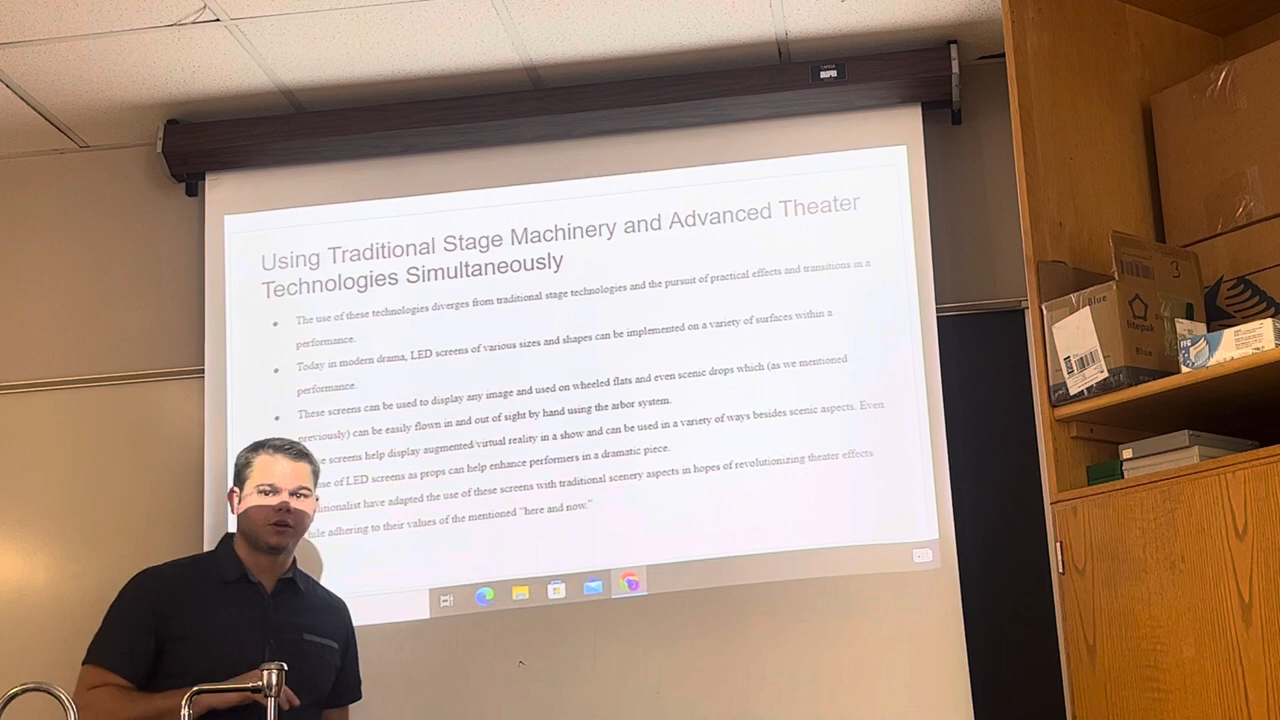 Using Traditional Stage Machinery and Advanced Theater
Technologies Simultaneously
The use of these technologies diverges from traditional stage technologies and the pursuit of practical effects and transitions in a
performance.
Today in modern drama, LED screens of various sizes and shapes can be implemented on a variety of surfaces within a
performance.
These screens can be used to display any image and used on wheeled flats and even scenic drops which (as we mentioned
previously) can be easily flown in and out of sight by hand using the arbor system.
screens help display augmented/virtual reality in a show and can be used in a variety of ways besides scenic aspects. Even
of LED screens as props can help enhance performers in a dramatic piece.
have adapted the use of these screens with traditional scenery aspects in hopes of revolutionizing theater effects
adhering to their values of the mentioned “here and now.”
3
Blue
litepak
Blue